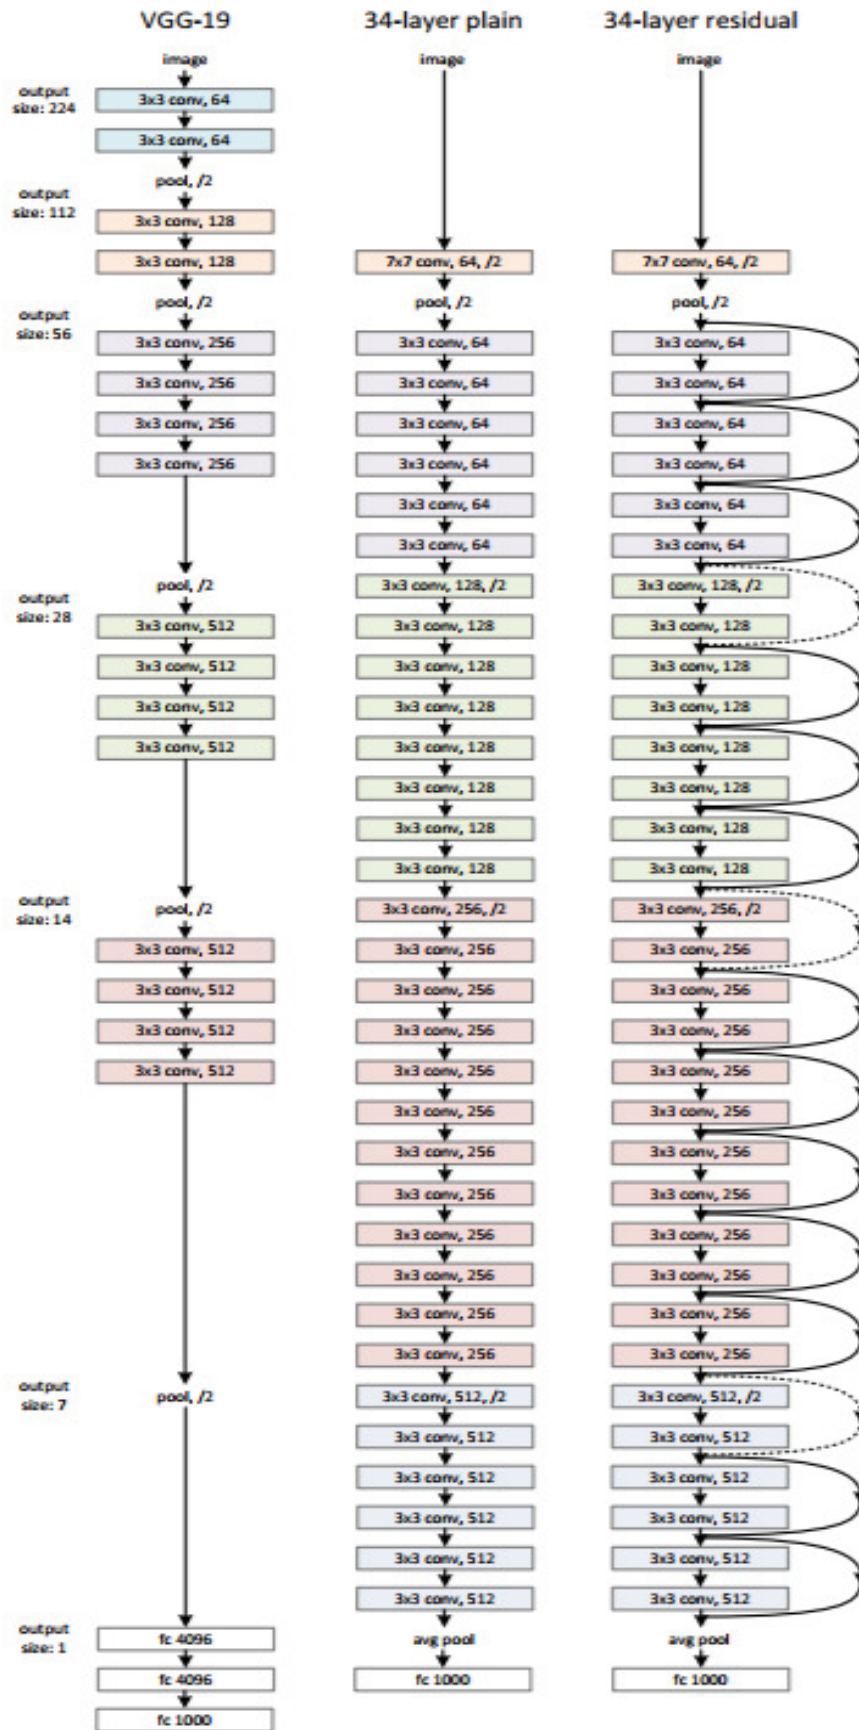 VGG-19
image
output
size: 224
3x3 conv, 64
3x3 conv, 64
pool, /2
output
size: 112
3x3 conv, 128
3x3 conv, 128
pool, /2
output
size: 56
3x3 conv, 256
3x3 conv, 256
3x3 conv, 256
3x3 conv, 256
pool, /2
output
size: 28
3x3 conv, 512
3x3 conv, 512
3x3 conv, 512
3x3 conv, 512
output
size: 14
pool, /2
3x3 conv, 512
3x3 conv, 512
3x3 conv, 512
3x3 conv, 512
output
size: 7
pool, /2
output
size: 1
fc 4096
fc 4096
fc 1000
34-layer plain
image
7x7 conv, 64, /2
pool, /2
3x3 conv, 64
3x3 conv, 64
3x3 conv, 64
3x3 conv, 64
3x3 conv, 64
3x3 conv, 64
3x3 conv, 128, /2
3x3 conv, 128
3x3 conv, 128
3x3 conv, 128
3x3 conv, 128
3x3 conv, 128
3x3 conv, 128
3x3 conv, 128
3x3 conv, 256, /2
3x3 conv, 256
3x3 conv, 256
3x3 conv, 256
3x3 conv, 256
3x3 conv, 256
3x3 conv, 256
3x3 conv, 256
3x3 conv, 256
3x3 conv, 256
3x3 conv, 256
3x3 conv, 256
3x3 conv, 512, /2
3x3 conv, 512
3x3 conv, 512
3x3 conv, 512
3x3 conv, 512
3x3 conv, 512
avg pool
fc 1000
34-layer residual
image
7x7 conv, 64, /2
pool, /2
3x3 conv, 64
3x3 conv, 64
3x3 conv, 64
3x3 conv, 64
3x3 conv, 64
3x3 conv, 64
3x3 conv, 128, /2
3x3 conv, 128
3x3 conv, 128
3x3 conv, 128
3x3 conv, 128
3x3 conv, 128
3x3 conv, 128
3x3 conv, 128
3x3 conv, 256, /2
3x3 conv, 256
3x3 conv, 256
3x3 conv, 256
3x3 conv, 256
3x3 conv, 256
3x3 conv, 256
3x3 conv, 256
3x3 conv, 256
3x3 conv, 256
3x3 conv, 256
3x3 conv, 256
3x3 conv, 512, /2
3x3 conv, 512
3x3 conv, 512
3x3 conv, 512
3x3 conv, 512
3x3 conv, 512
avg pool
fc 1000